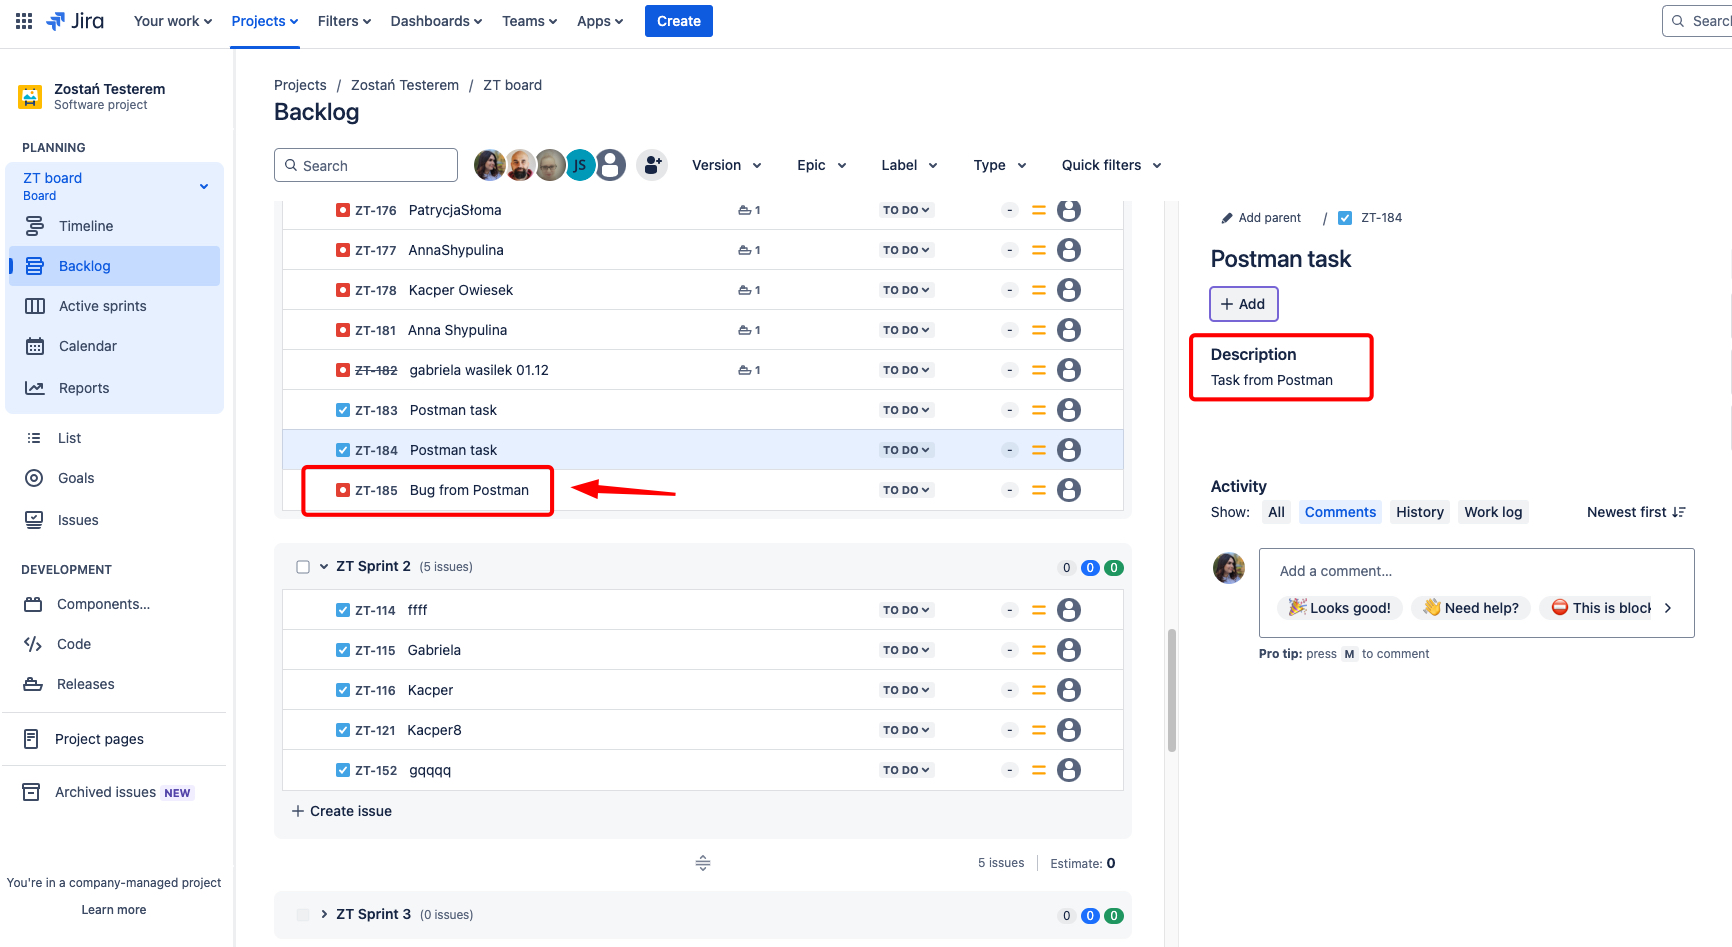 Jira Your work Projects Filters Dashboards Teams Apps Create Search
Zostań Testerem
Software project
PLANNING
ZT board
Board
Timeline
Backlog
Active sprints
Calendar
Reports
List
Goals
Issues
DEVELOPMENT
Components...
Code
Releases
Project pages
Archived issues NEW
You're in a company-managed project
Learn more
Projects / Zostań Testerem / ZT board
Backlog
Search JS Version Epic Label Type Quick filters
ZT-176 PatrycjaSłoma 1 TO DO -
ZT-177 AnnaShypulina 1 TO DO -
ZT-178 Kacper Owiesek 1 TO DO -
ZT-181 Anna Shypulina 1 TO DO -
ZT-182 gabriela wasilek 01.12 1 TO DO -
ZT-183 Postman task TO DO -
ZT-184 Postman task TO DO -
ZT-185 Bug from Postman TO DO -
ZT Sprint 2 (5 issues) 0 0 0
ZT-114 ffff TO DO -
ZT-115 Gabriela TO DO -
ZT-116 Kacper TO DO -
ZT-121 Kacper8 TO DO -
ZT-152 gqqqq TO DO -
+ Create issue
5 issues Estimate: 0
ZT Sprint 3 (0 issues) 0 0 0
Add parent / ZT-184
Postman task
+ Add
Description
Task from Postman
Activity
Show: All Comments History Work log Newest first
Add a comment...
🎉 Looks good! 👋 Need help? ⛔ This is block
Pro tip: press M to comment